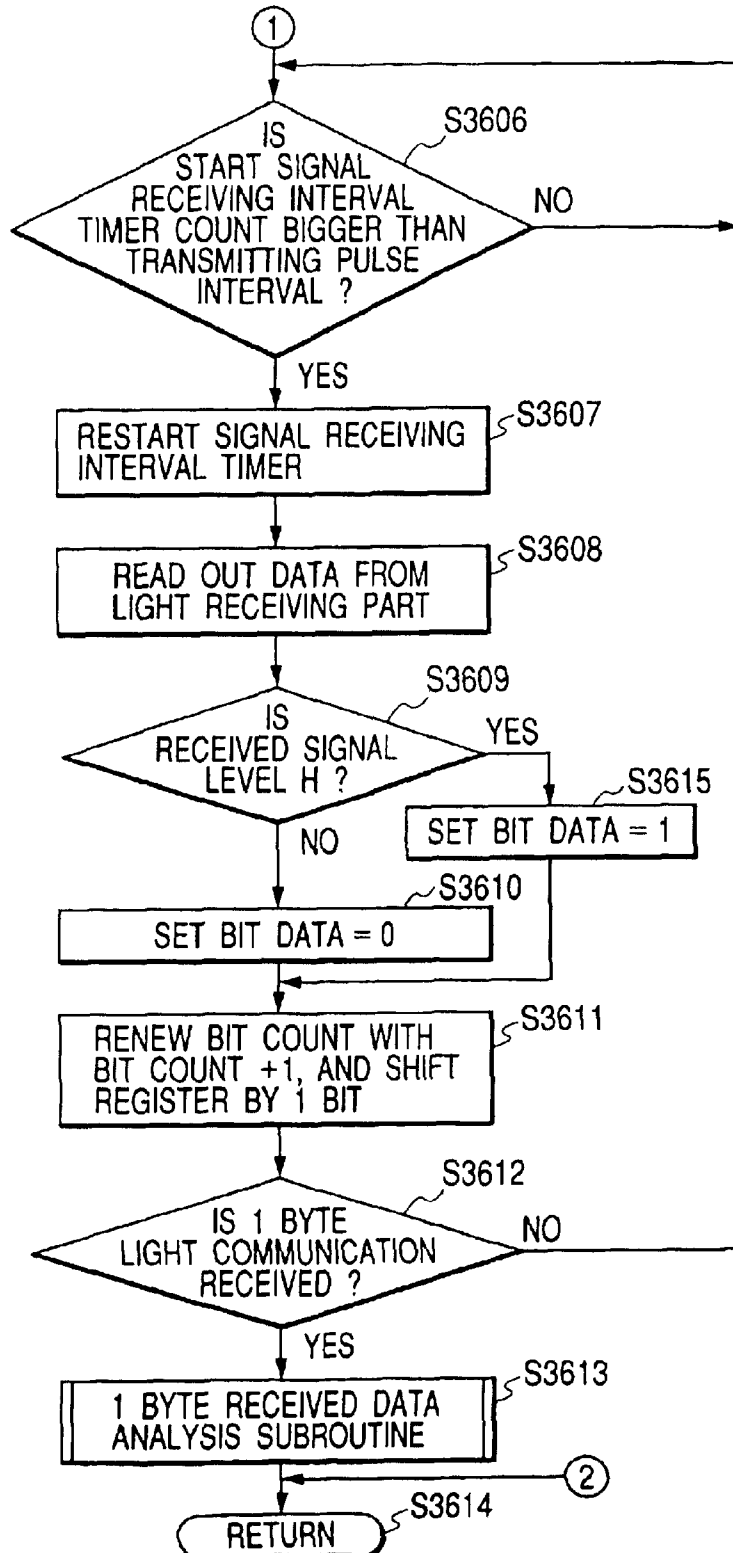 1
S3606
IS
START SIGNAL
RECEIVING INTERVAL
TIMER COUNT BIGGER THAN
TRANSMITTING PULSE
INTERVAL ?
NO
YES
S3607
RESTART SIGNAL RECEIVING
INTERVAL TIMER
S3608
READ OUT DATA FROM
LIGHT RECEIVING PART
S3609
IS
RECEIVED SIGNAL
LEVEL H ?
YES
NO
S3615
SET BIT DATA = 1
S3610
SET BIT DATA = 0
S3611
RENEW BIT COUNT WITH
BIT COUNT +1, AND SHIFT
REGISTER BY 1 BIT
S3612
IS 1 BYTE
LIGHT COMMUNICATION
RECEIVED ?
NO
YES
S3613
1 BYTE RECEIVED DATA
ANALYSIS SUBROUTINE
2
S3614
RETURN